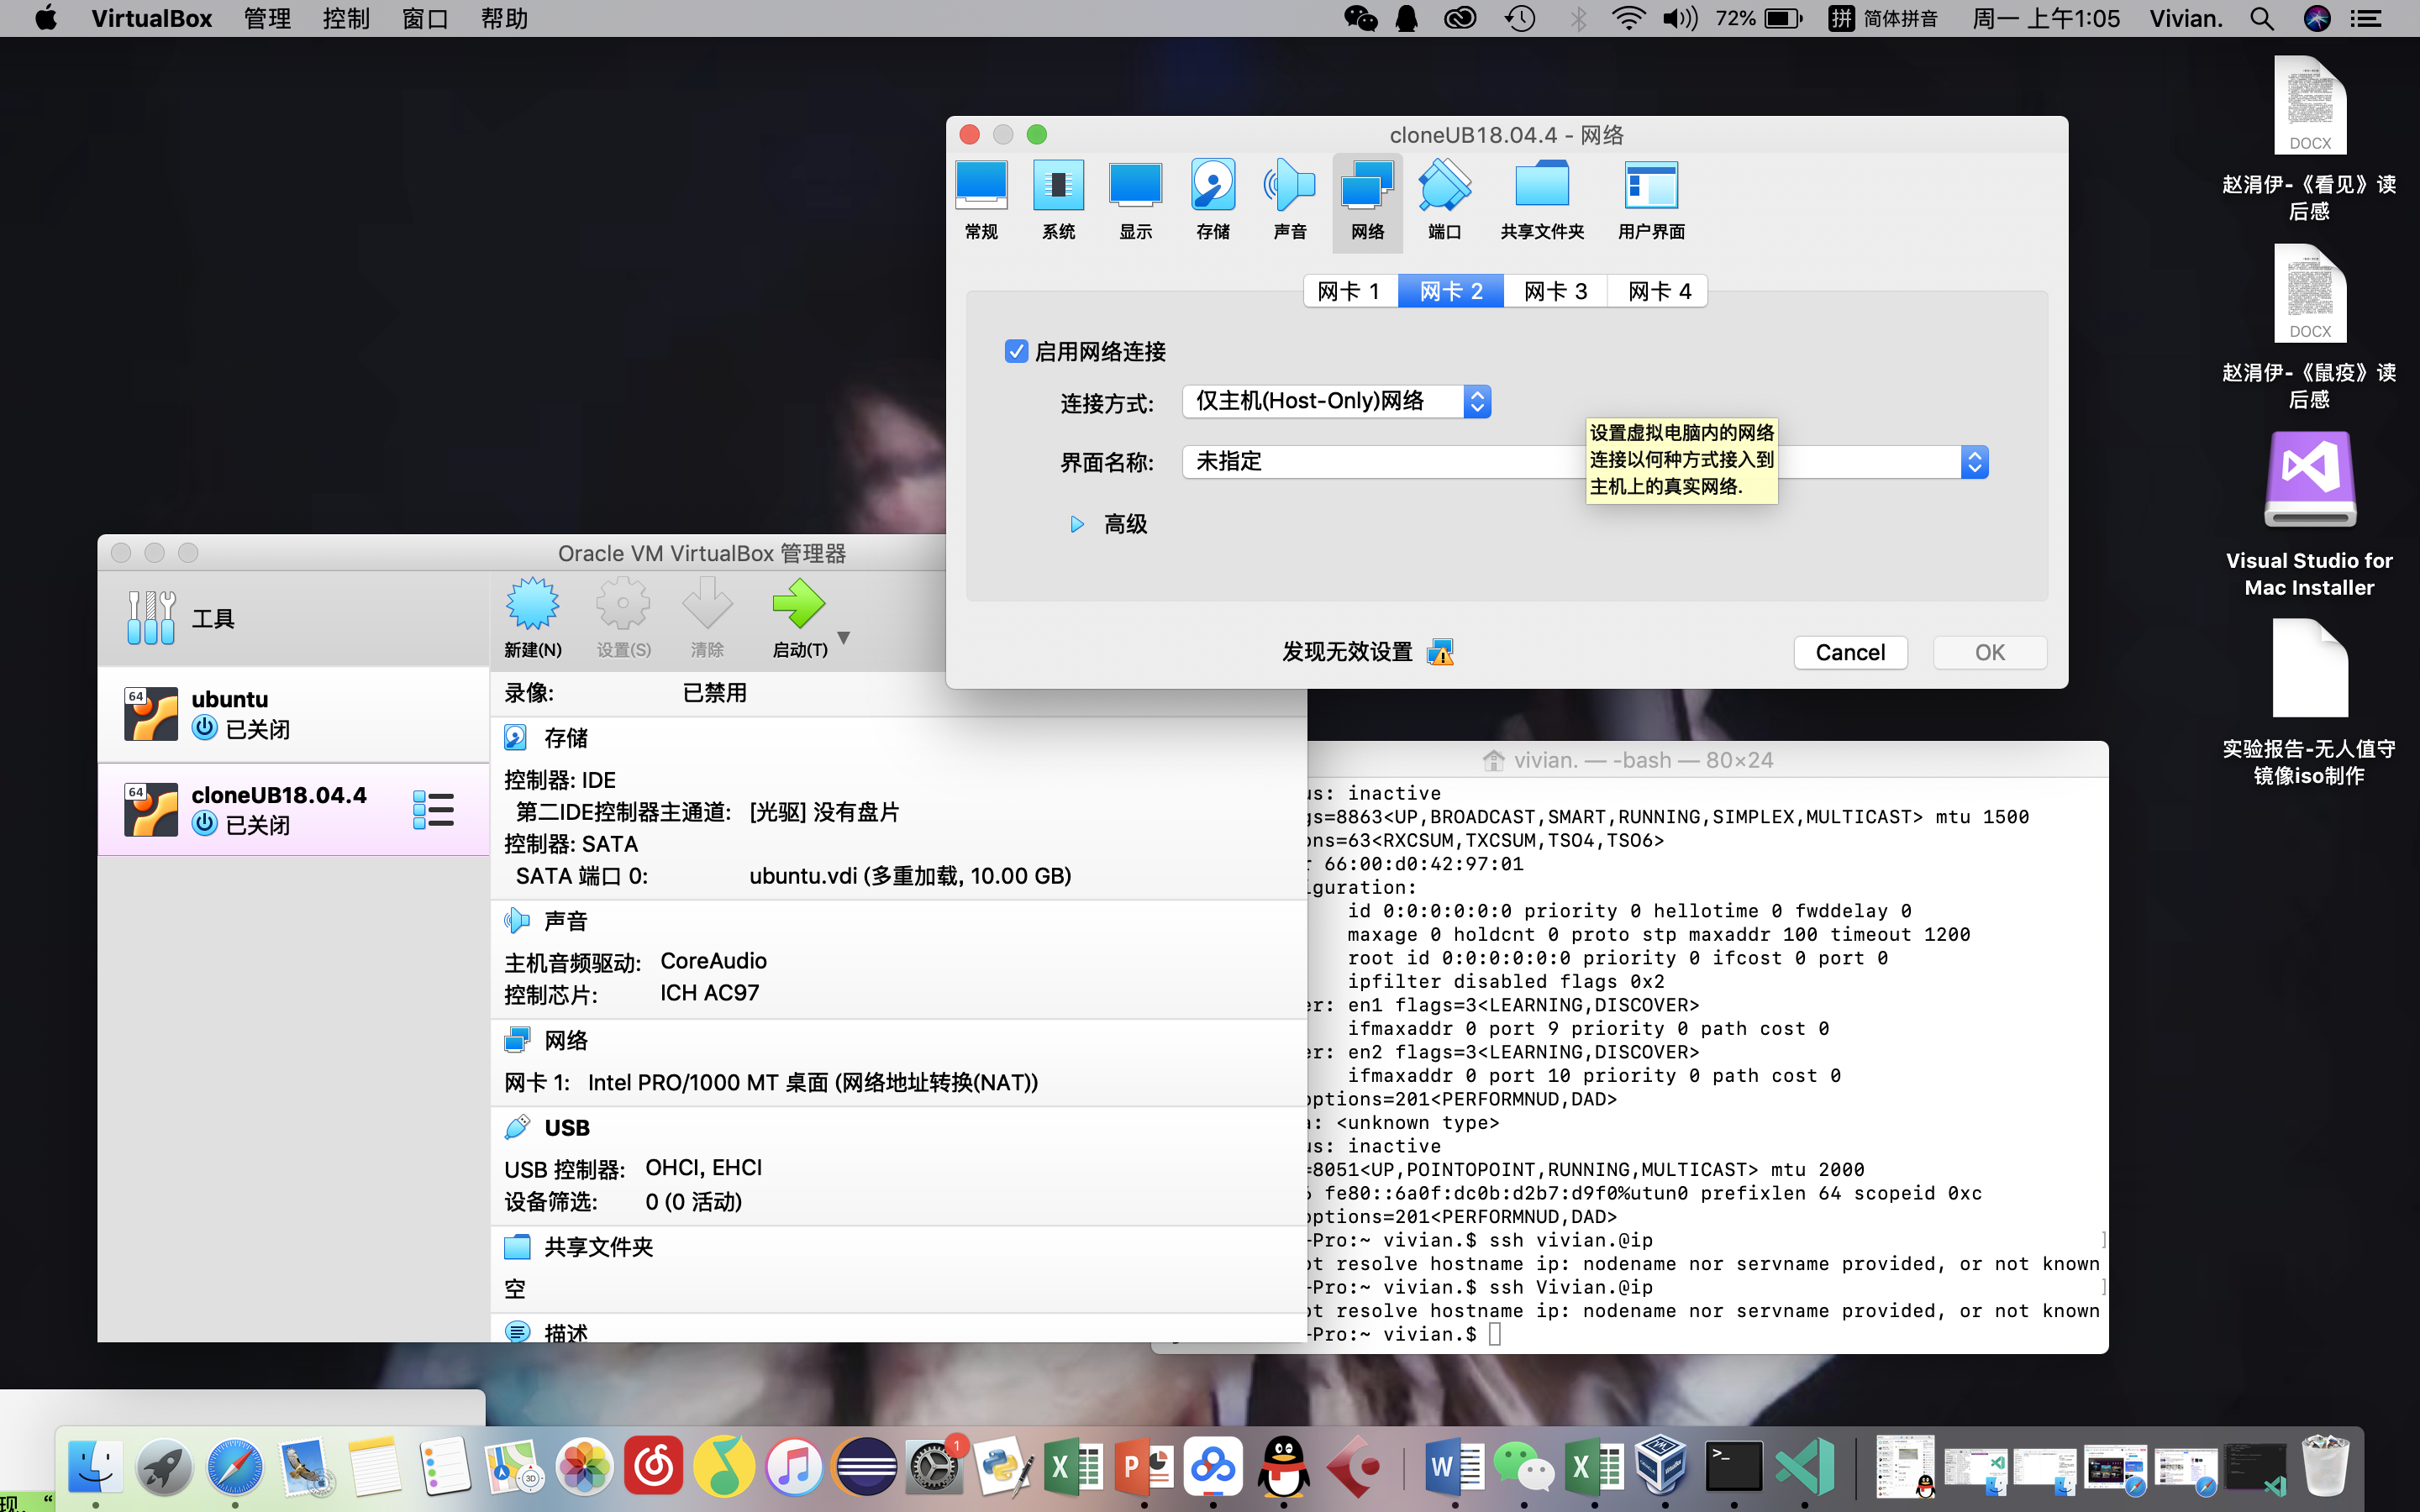 VirtualBox 管理 控制 窗口 帮助
72% 拼 简体拼音 周一 上午1:05 Vivian.
cloneUB18.04.4 - 网络
常规 系统 显示 存储 声音 网络 端口 共享文件夹 用户界面
网卡 1 网卡 2 网卡 3 网卡 4
启用网络连接
连接方式: 仅主机(Host-Only)网络
界面名称: 未指定
设置虚拟电脑内的网络
连接以何种方式接入到
主机上的真实网络.
高级
发现无效设置
Cancel OK
Oracle VM VirtualBox 管理器
工具
新建(N) 设置(S) 清除 启动(T)
64
ubuntu
已关闭
64
cloneUB18.04.4
已关闭
录像: 已禁用
存储
控制器: IDE
第二IDE控制器主通道: [光驱] 没有盘片
控制器: SATA
SATA 端口 0: ubuntu.vdi (多重加载, 10.00 GB)
声音
主机音频驱动: CoreAudio
控制芯片: ICH AC97
网络
网卡 1: Intel PRO/1000 MT 桌面 (网络地址转换(NAT))
USB
USB 控制器: OHCI, EHCI
设备筛选: 0 (0 活动)
共享文件夹
空
描述
vivian. — -bash — 80×24
us: inactive
gs=8863<UP,BROADCAST,SMART,RUNNING,SIMPLEX,MULTICAST> mtu 1500
ons=63<RXCSUM,TXCSUM,TSO4,TSO6>
r 66:00:d0:42:97:01
iguration:
id 0:0:0:0:0:0 priority 0 hellotime 0 fwddelay 0
maxage 0 holdcnt 0 proto stp maxaddr 100 timeout 1200
root id 0:0:0:0:0:0 priority 0 ifcost 0 port 0
ipfilter disabled flags 0x2
er: en1 flags=3<LEARNING,DISCOVER>
ifmaxaddr 0 port 9 priority 0 path cost 0
er: en2 flags=3<LEARNING,DISCOVER>
ifmaxaddr 0 port 10 priority 0 path cost 0
options=201<PERFORMNUD,DAD>
a: <unknown type>
us: inactive
=8051<UP,POINTOPOINT,RUNNING,MULTICAST> mtu 2000
6 fe80::6a0f:dc0b:d2b7:d9f0%utun0 prefixlen 64 scopeid 0xc
options=201<PERFORMNUD,DAD>
-Pro:~ vivian.$ ssh vivian.@ip
ot resolve hostname ip: nodename nor servname provided, or not known
-Pro:~ vivian.$ ssh Vivian.@ip
ot resolve hostname ip: nodename nor servname provided, or not known
-Pro:~ vivian.$
DOCX
赵涓伊-《看见》读
后感
DOCX
赵涓伊-《鼠疫》读
后感
Visual Studio for
Mac Installer
实验报告-无人值守
镜像iso制作
现，“
3D
1